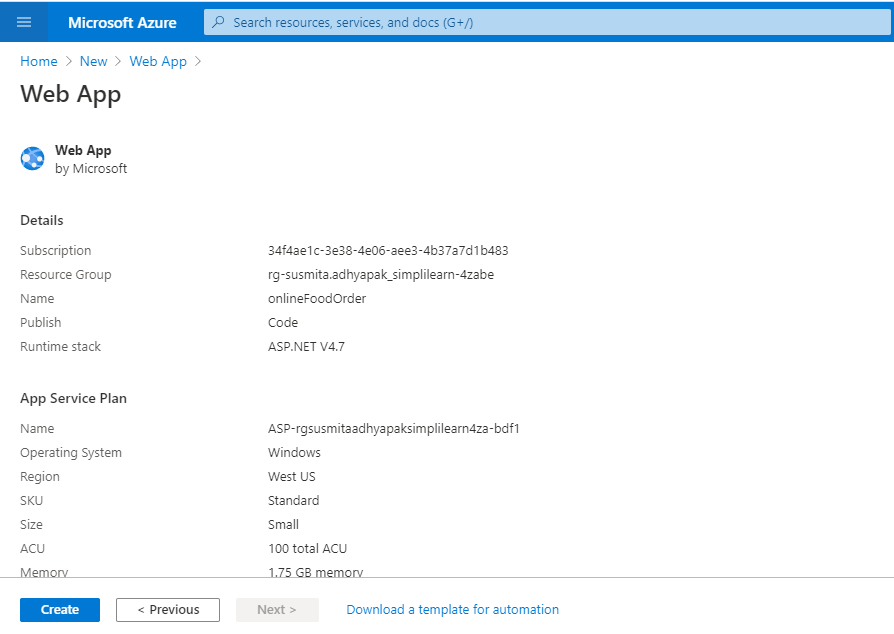 Microsoft Azure Search resources, services, and docs (G+/)
Home > New > Web App >
Web App
Web App
by Microsoft
Details
Subscription 34f4ae1c-3e38-4e06-aee3-4b37a7d1b483
Resource Group rg-susmita.adhyapak_simplilearn-4zabe
Name onlineFoodOrder
Publish Code
Runtime stack ASP.NET V4.7
App Service Plan
Name ASP-rgsusmitaadhyapaksimplilearn4za-bdf1
Operating System Windows
Region West US
SKU Standard
Size Small
ACU 100 total ACU
Memory 1.75 GB memory
Create < Previous Next > Download a template for automation